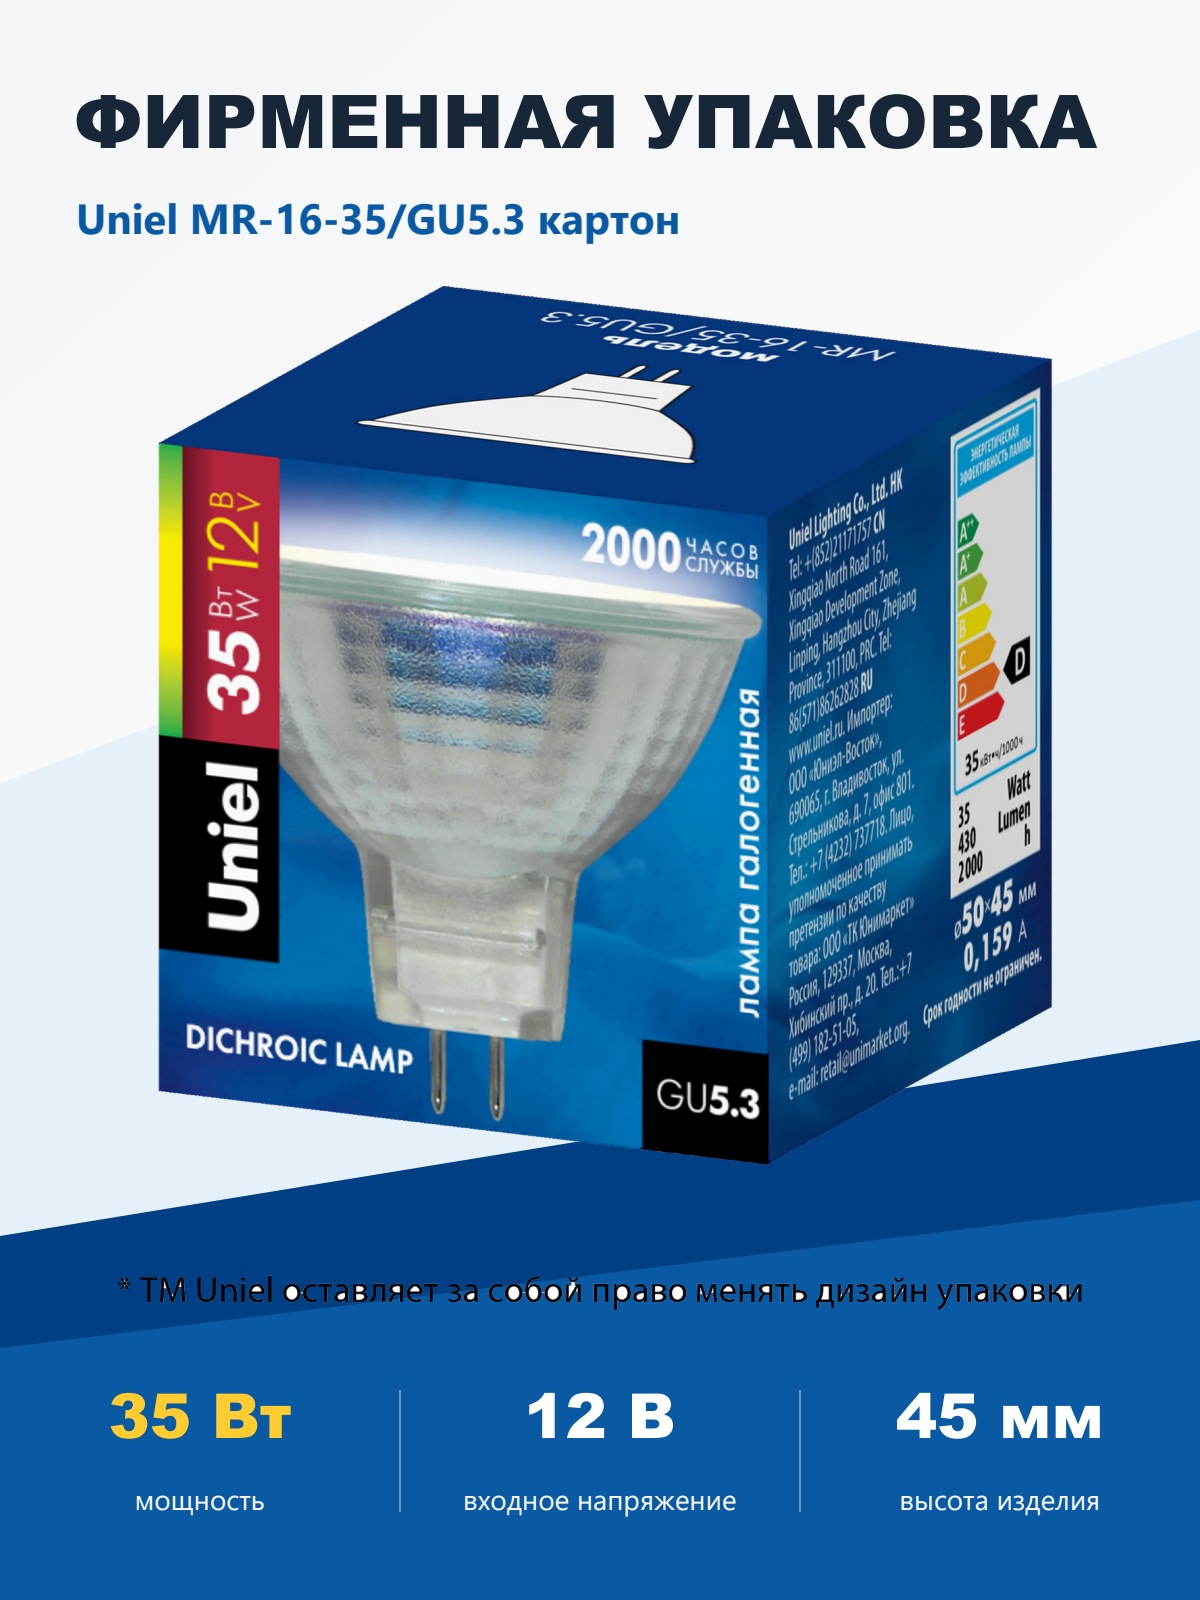 ФИРМЕННАЯ УПАКОВКА
Uniel MR-16-35/GU5.3 картон
MR-16-35/GU5.3
модель
35 Вт W 12 В V
Uniel
2000 ЧАСОВ СЛУЖБЫ
лампа галогенная
DICHROIC LAMP
GU5.3
Uniel Lighting Co., Ltd. HK
Tel: +(852)21171757 CN
Xingqiao North Road 161,
Xingqiao Development Zone,
Linping, Hangzhou City, Zhejiang
Province, 311100, PRC. Tel:
86(571)86262828 RU
www.uniel.ru. Импортер:
ООО «Юниэл-Восток»,
690065, г. Владивосток, ул.
Стрельникова, д. 7, офис 801.
Тел.: +7 (4232) 737718. Лицо,
уполномоченное принимать
претензии по качеству
товара: ООО «ТК Юнимаркет»
Россия, 129337, Москва,
Хибинский пр., д. 20. Тел.:+7
(499) 182-51-05,
e-mail: retail@unimarket.org.
ЭНЕРГЕТИЧЕСКАЯ
ЭФФЕКТИВНОСТЬ ЛАМПЫ
A++
A+
A
B
C
D
D
E
35 кВт•ч/1000 ч
35 Watt
430 Lumen
2000 h
ø50×45 мм
0,159 А
Срок годности не ограничен.
* ТМ Uniel оставляет за собой право менять дизайн упаковки
35 Вт
мощность
12 В
входное напряжение
45 мм
высота изделия